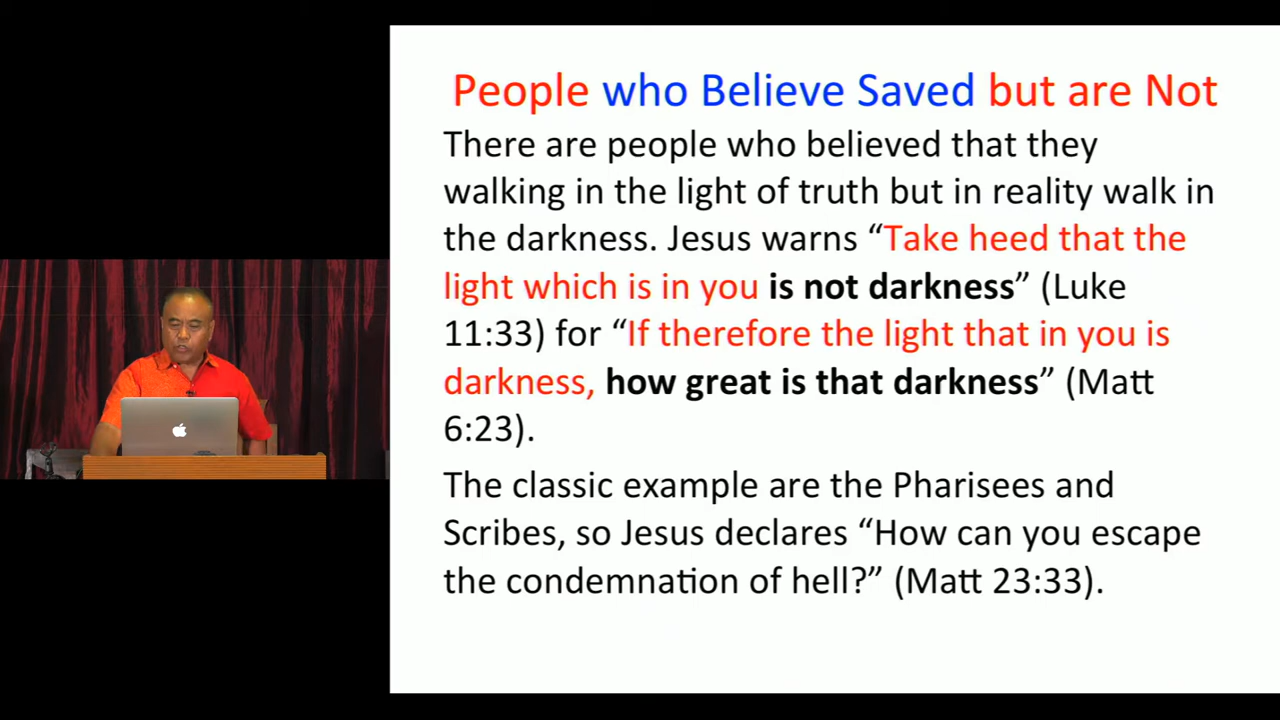 People who Believe Saved but are Not
There are people who believed that they
walking in the light of truth but in reality walk in
the darkness. Jesus warns “Take heed that the
light which is in you is not darkness” (Luke
11:33) for “If therefore the light that in you is
darkness, how great is that darkness” (Matt
6:23).
The classic example are the Pharisees and
Scribes, so Jesus declares “How can you escape
the condemnation of hell?” (Matt 23:33).